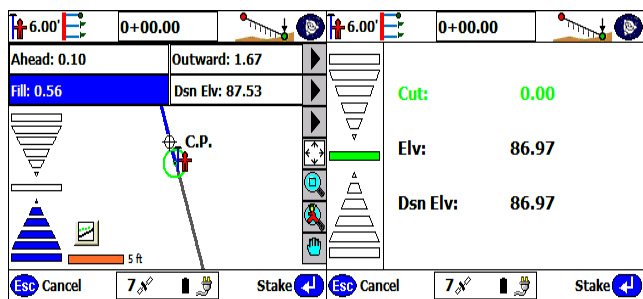 6.00' 0+00.00
Ahead: 0.10 Outward: 1.67
Fill: 0.56 Dsn Elv: 87.53
C.P.
5 ft
Esc Cancel 7 Stake
6.00' 0+00.00
Cut: 0.00
Elv: 86.97
Dsn Elv: 86.97
Esc Cancel 7 Stake